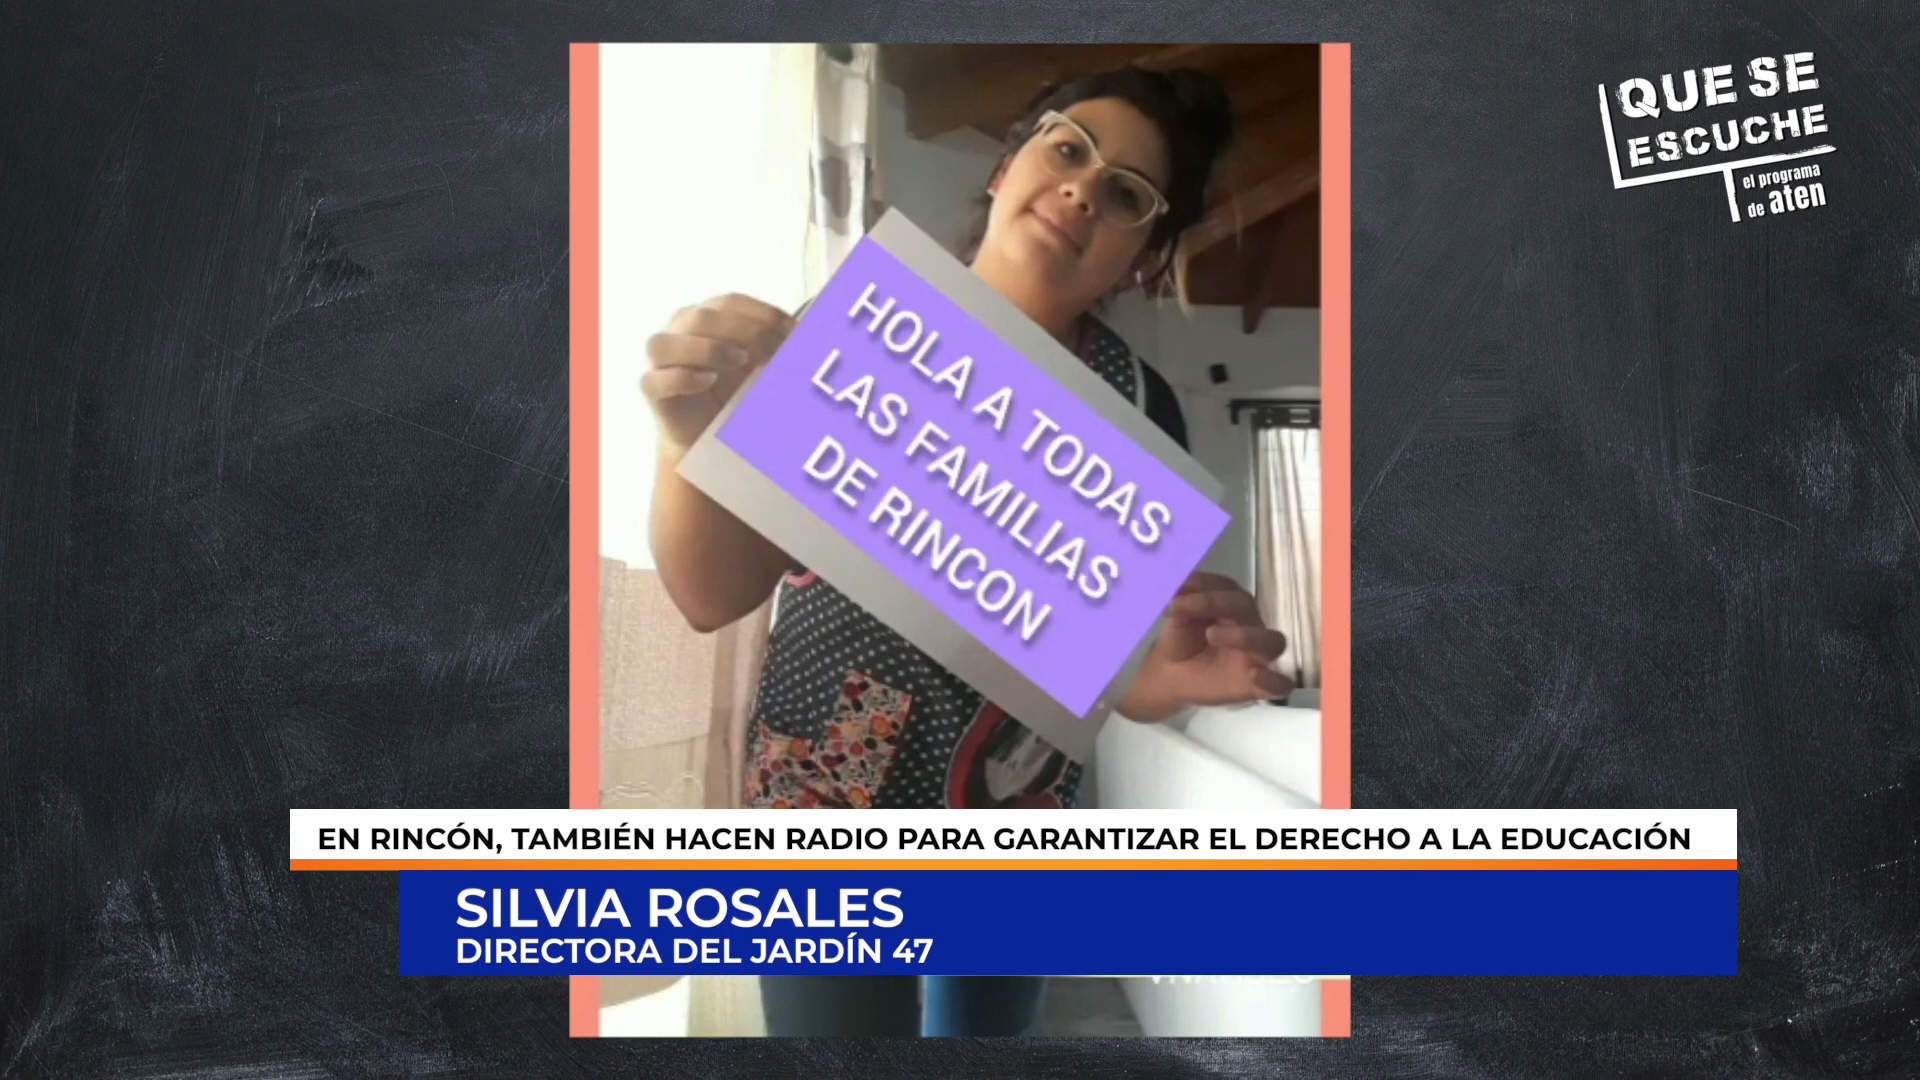 QUE SE
ESCUCHE
el programa
de aten
HOLA A TODAS
LAS FAMILIAS
DE RINCON
EN RINCÓN, TAMBIÉN HACEN RADIO PARA GARANTIZAR EL DERECHO A LA EDUCACIÓN
SILVIA ROSALES
DIRECTORA DEL JARDÍN 47